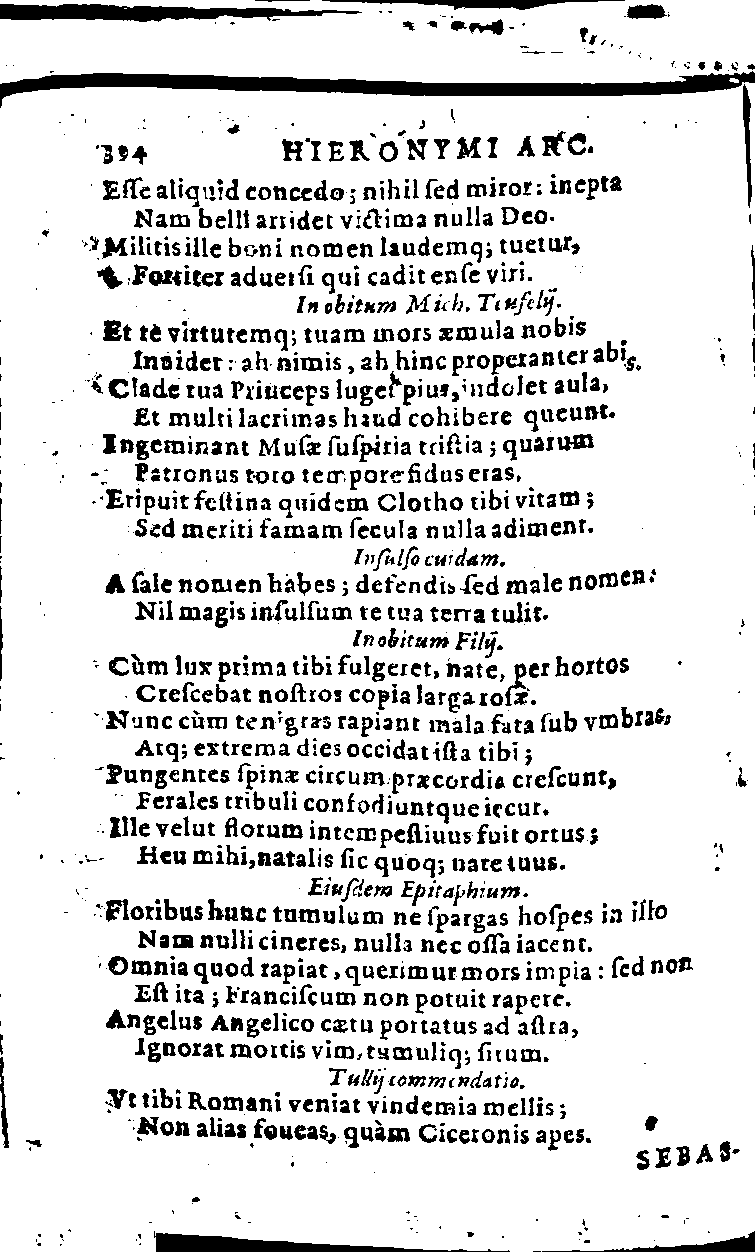 394 HIERONYMI ARC.
Eſſe aliquid concedo; nihil ſed miror: inepta
Nam belli arridet victima nulla Deo.
Militis ille boni nomen laudemq; tuetur,
Fortiter aduerſi qui cadit enſe viri.
In obitum Mich. Teufelij.
Et te virtutemq; tuam mors æmula nobis
Inuidet: ah nimis, ah hinc properanter abis.
Clade tua Princeps luget pius, indolet aula,
Et multi lacrimas haud cohibere queunt.
Ingeminant Muſæ ſuſpiria triſtia; quarum
Patronus toto tempore fidus eras,
Eripuit feſtina quidem Clotho tibi vitam;
Sed meriti famam ſecula nulla adiment.
Inſulſo cuidam.
A ſale nomen habes; defendis ſed male nomen:
Nil magis inſulſum te tua terra tulit.
In obitum Filij.
Cùm lux prima tibi fulgeret, nate, per hortos
Creſcebat noſtros copia larga roſæ.
Nunc cùm te nigras rapiant mala fata ſub vmbras,
Atq; extrema dies occidat iſta tibi;
Pungentes ſpinæ circum præcordia creſcunt,
Ferales tribuli confodiuntque iecur.
Ille velut florum intempeſtiuus fuit ortus;
Heu mihi, natalis ſic quoq; nate tuus.
Eiuſdem Epitaphium.
Floribus hunc tumulum ne ſpargas hoſpes in iſto
Nam nulli cineres, nulla nec oſſa iacent.
Omnia quod rapiat, querimur mors impia: ſed non
Eſt ita; Franciſcum non potuit rapere.
Angelus Angelico cætu portatus ad aſtra,
Ignorat mortis vim, tumuliq; ſitum.
Tullij commendatio.
Vt tibi Romani veniat vindemia mellis;
Non alias foueas, quàm Ciceronis apes.
SEBAS-